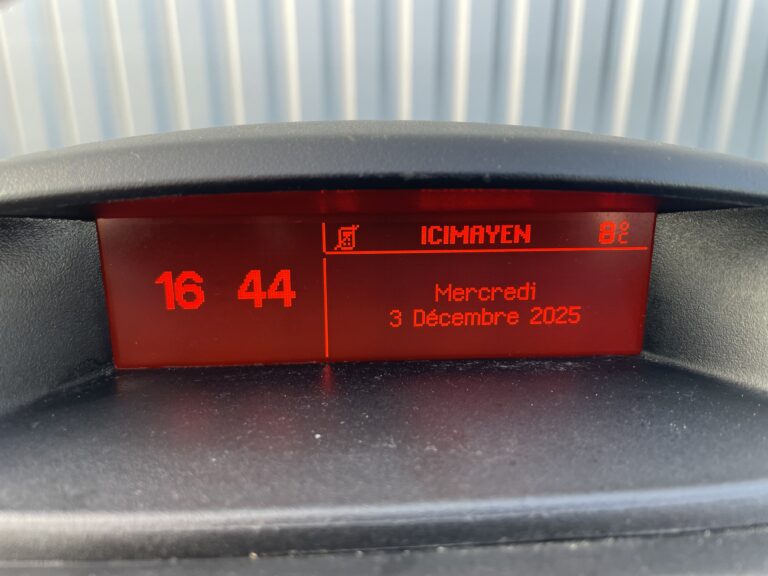 16 44
ICIMAYEN 8°C
Mercredi
3 Décembre 2025